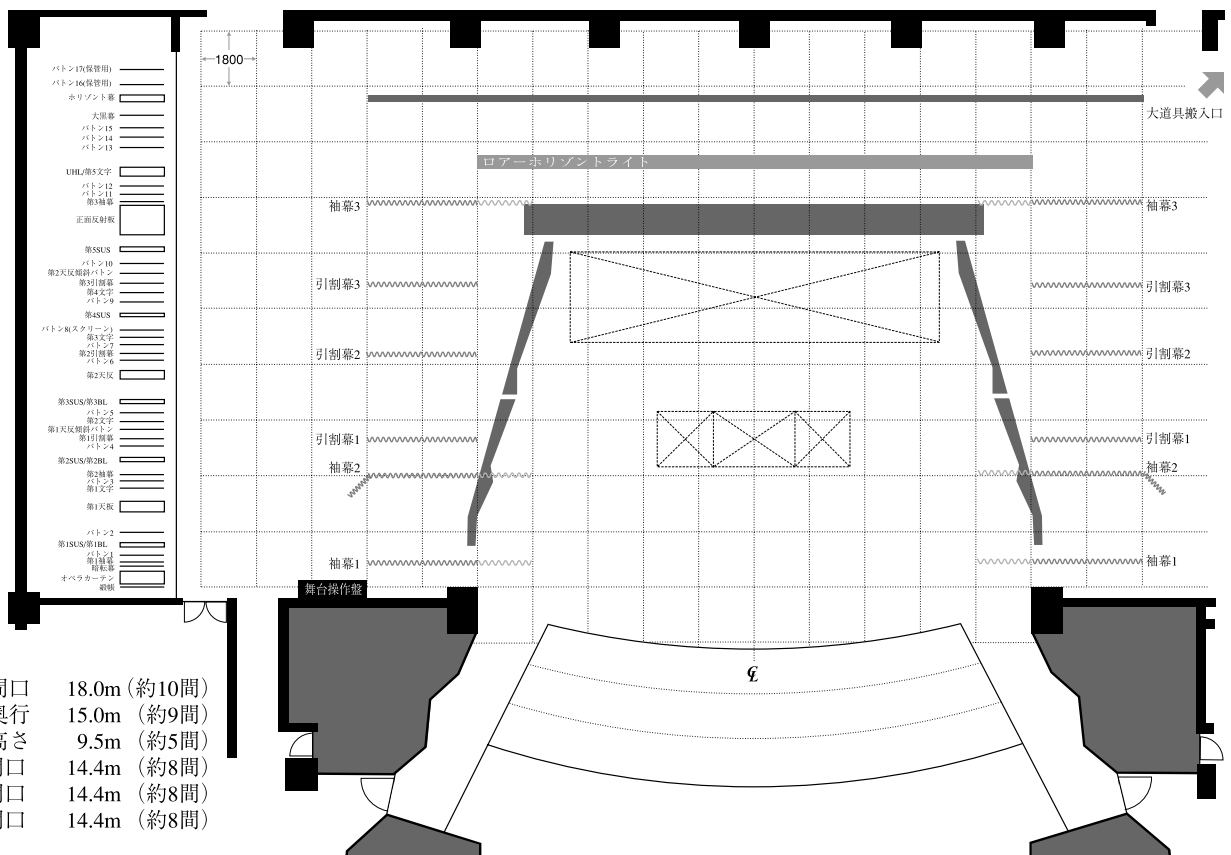 バトン17(保管用)
バトン16(保管用)
ホリゾント幕
大黒幕
バトン15
バトン14
バトン13
UHL/第5文字
バトン12
バトン11
第3袖幕
正面反射板
第5SUS
バトン10
第2天反傾斜バトン
第3引割幕
第4文字
バトン9
第4SUS
バトン8(スクリーン)
第3文字
バトン7
第2引割幕
バトン6
第2天反
第3SUS/第3BL
バトン5
第2文字
第1天反傾斜バトン
第1引割幕
バトン4
第2SUS/第2BL
第2袖幕
バトン3
第1文字
第1天板
バトン2
第1SUS/第1BL
バトン1
第1袖幕
暗転幕
オペラカーテン
緞帳
1800
大道具搬入口
ロアーホリゾントライト
袖幕3
袖幕3
引割幕3
引割幕3
引割幕2
引割幕2
引割幕1
引割幕1
袖幕2
袖幕2
袖幕1
袖幕1
舞台操作盤
℄
間口 18.0m (約10間)
奥行 15.0m (約9間)
高さ 9.5m (約5間)
間口 14.4m (約8間)
間口 14.4m (約8間)
間口 14.4m (約8間)